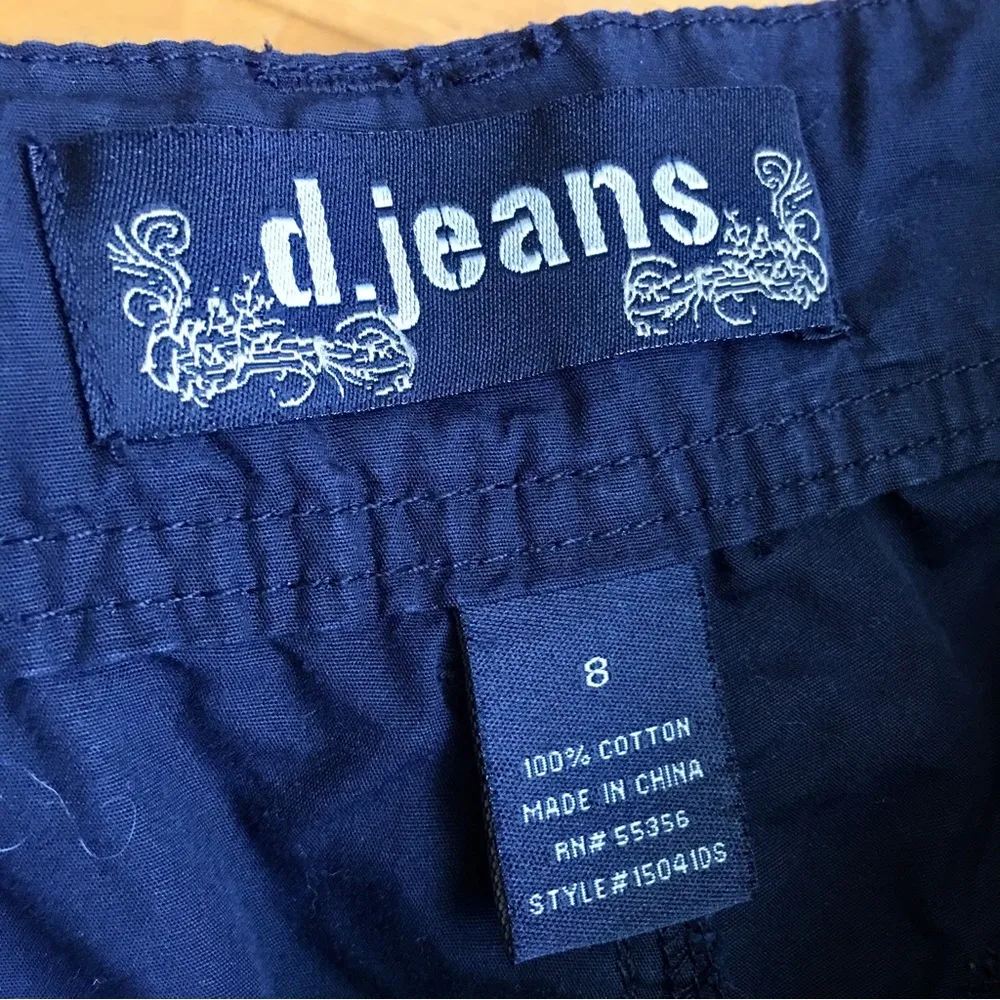 d.jeans
8
100% COTTON
MADE IN CHINA
RN# 55356
STYLE#15041DS